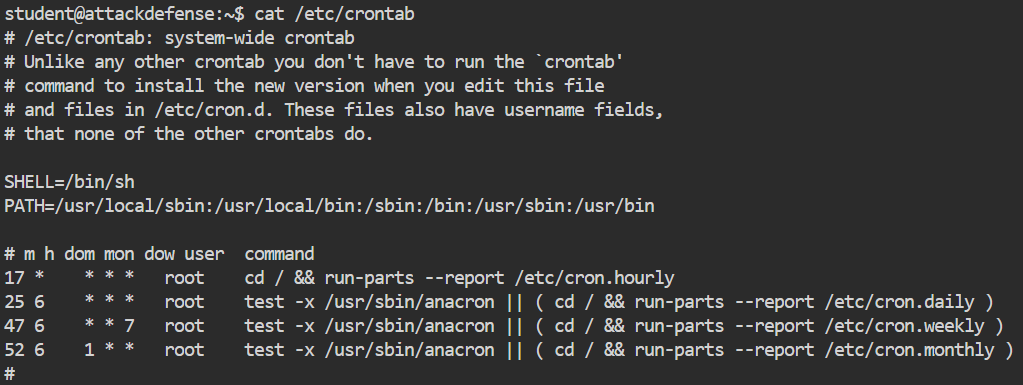 student@attackdefense:~$ cat /etc/crontab
# /etc/crontab: system-wide crontab
# Unlike any other crontab you don't have to run the `crontab'
# command to install the new version when you edit this file
# and files in /etc/cron.d. These files also have username fields,
# that none of the other crontabs do.

SHELL=/bin/sh
PATH=/usr/local/sbin:/usr/local/bin:/sbin:/bin:/usr/sbin:/usr/bin

# m h dom mon dow user  command
17 *    * * *   root    cd / && run-parts --report /etc/cron.hourly
25 6    * * *   root    test -x /usr/sbin/anacron || ( cd / && run-parts --report /etc/cron.daily )
47 6    * * 7   root    test -x /usr/sbin/anacron || ( cd / && run-parts --report /etc/cron.weekly )
52 6    1 * *   root    test -x /usr/sbin/anacron || ( cd / && run-parts --report /etc/cron.monthly )
#